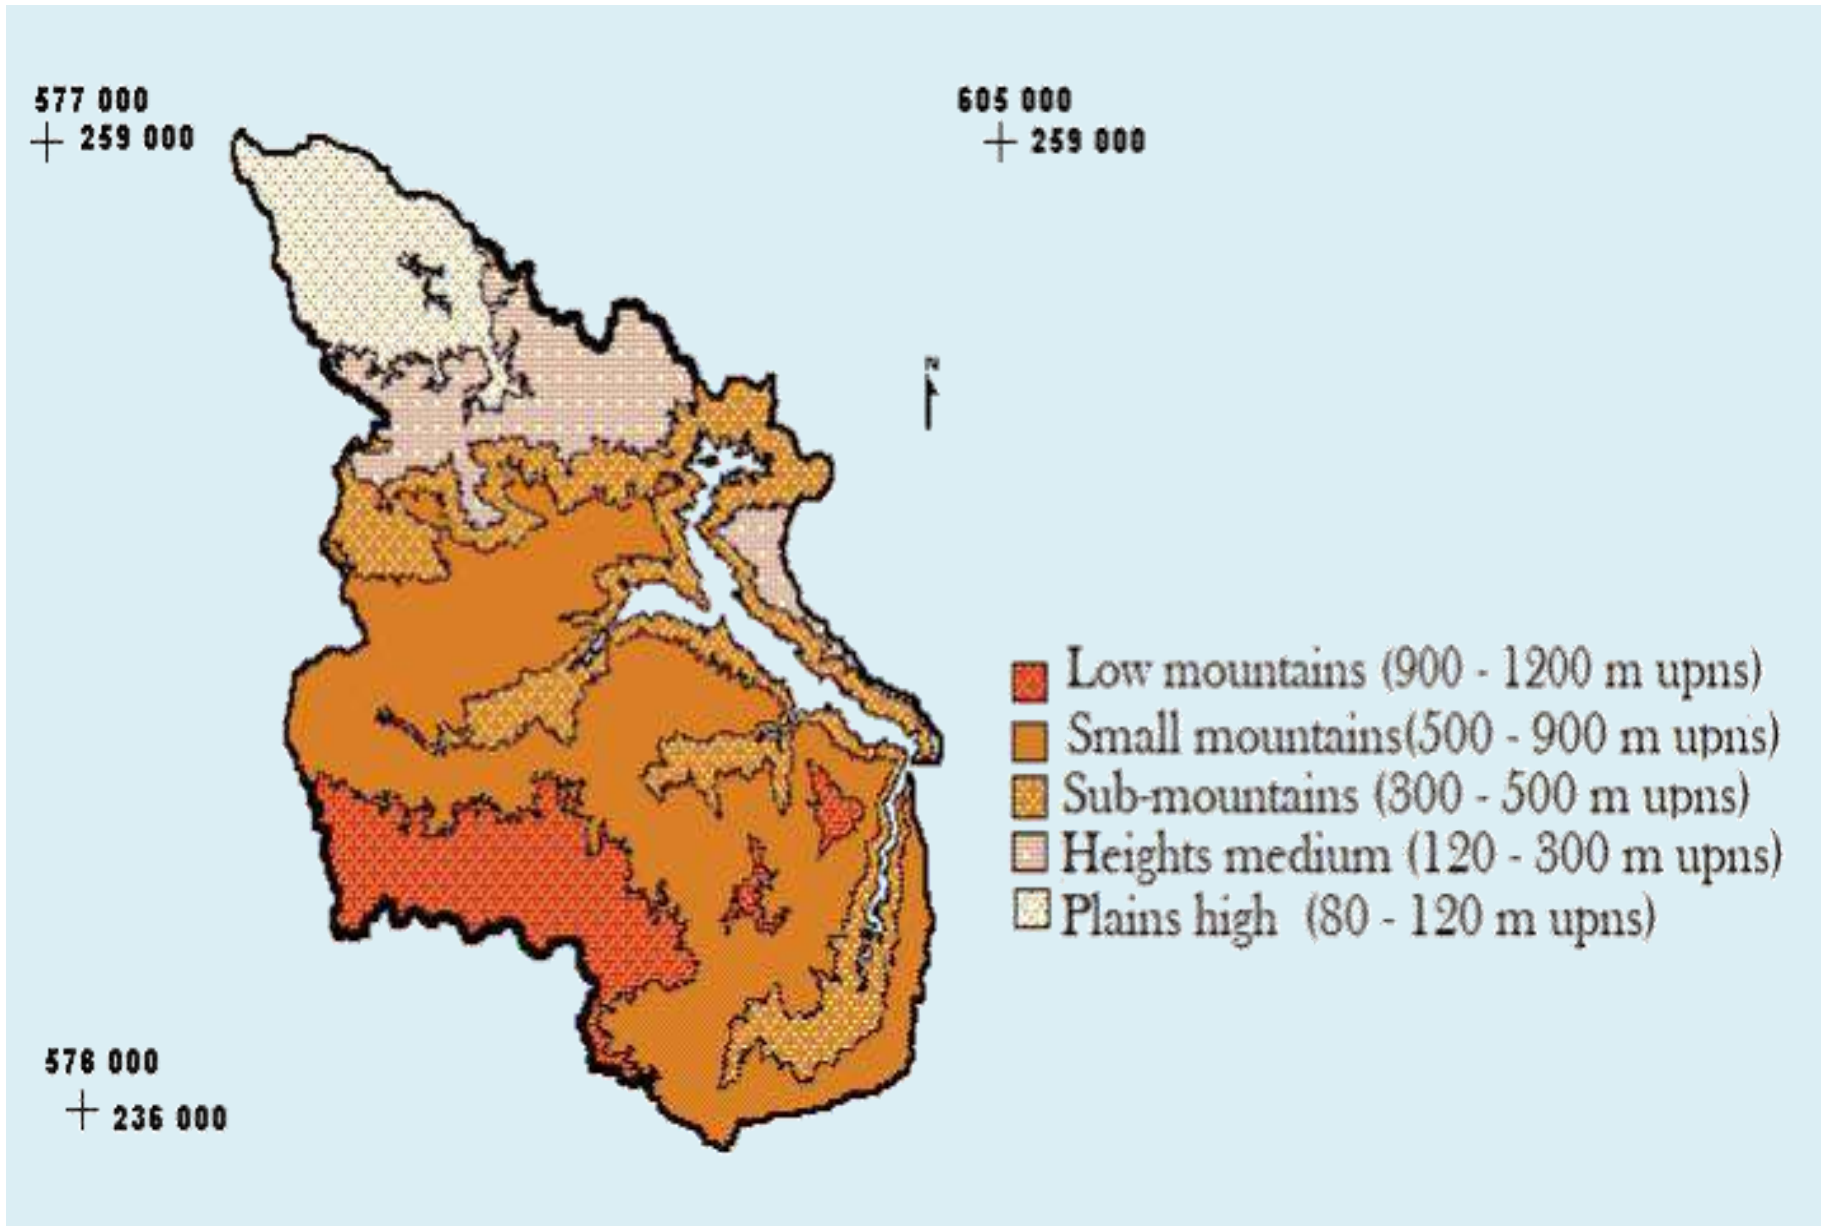 577 000
259 000
605 000
259 000
N
Low mountains (900 - 1200 m upns)
Small mountains(500 - 900 m upns)
Sub-mountains (300 - 500 m upns)
Heights medium (120 - 300 m upns)
Plains high (80 - 120 m upns)
576 000
236 000